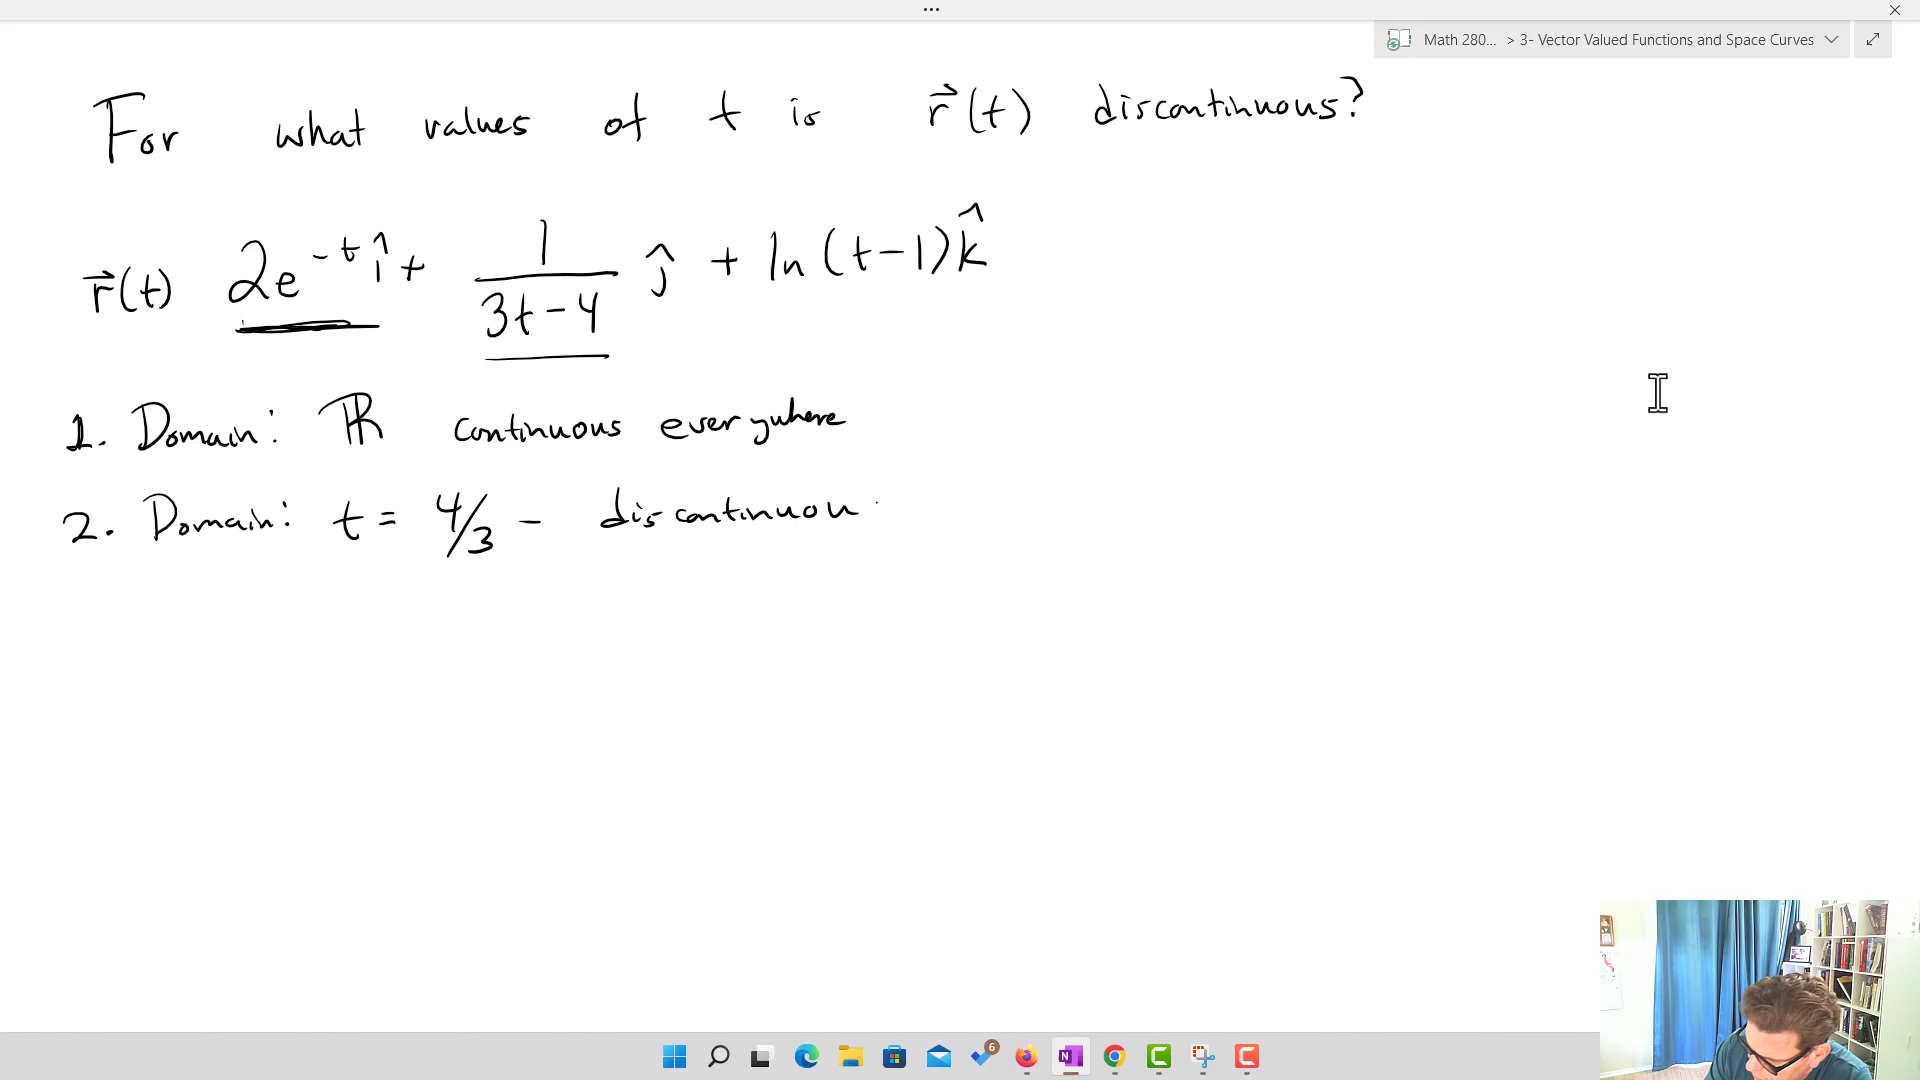 ...
Math 280... > 3- Vector Valued Functions and Space Curves
For what values of t is r⃗(t) discontinuous?
r⃗(t) 2e^{-t} î + 1/(3t-4) ĵ + ln(t-1) k̂
1. Domain: ℝ continuous everywhere
2. Domain: t = 4/3 - discontinuou
6